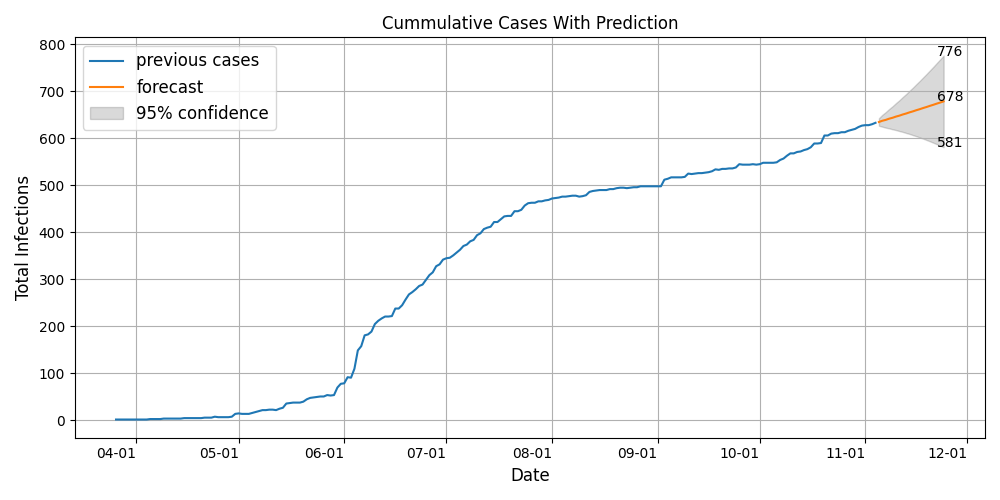 Cummulative Cases With Prediction
previous cases
forecast
95% confidence
776
678
581
800
700
600
500
400
300
200
100
0
Total Infections
04-01 05-01 06-01 07-01 08-01 09-01 10-01 11-01 12-01
Date